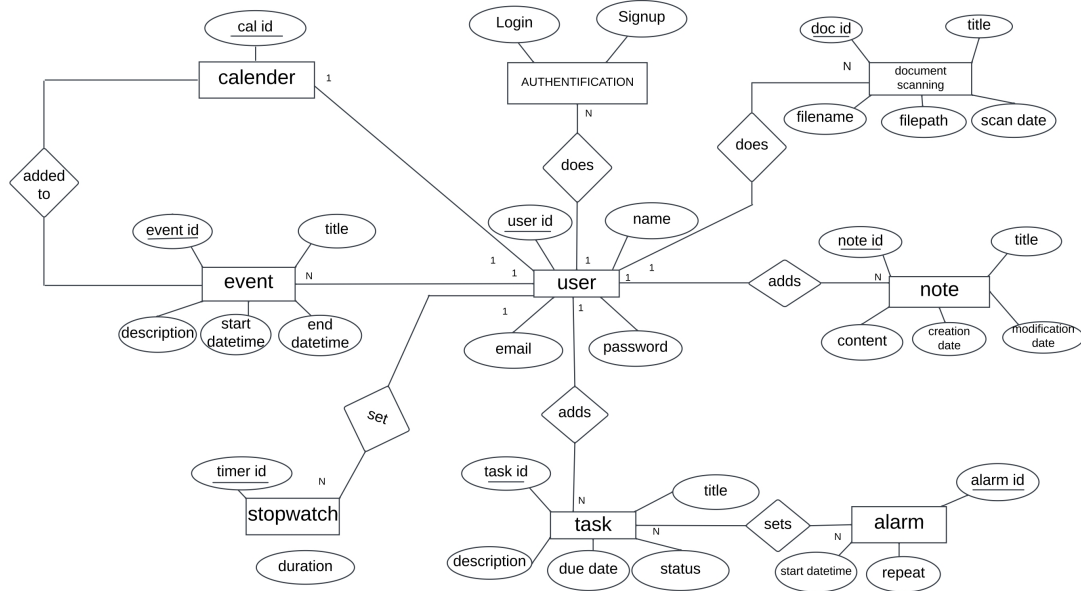 cal id
Login
Signup
doc id
title
calender
1
AUTHENTIFICATION
N
document
scanning
N
filename
filepath
scan date
does
does
added
to
user id
name
event id
title
note id
title
1
1
1
1
1
event
N
user
adds
N
note
description
start
datetime
end
datetime
1
1
email
password
content
creation
date
modification
date
set
adds
timer id
N
task id
title
alarm id
N
stopwatch
task
N
sets
N
alarm
duration
description
due date
status
start datetime
repeat